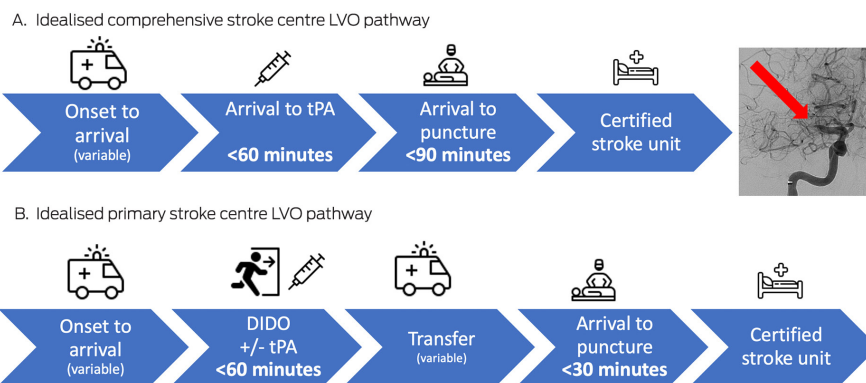 A. Idealised comprehensive stroke centre LVO pathway
Onset to
arrival
(variable)
Arrival to tPA
<60 minutes
Arrival to
puncture
<90 minutes
Certified
stroke unit
B. Idealised primary stroke centre LVO pathway
Onset to
arrival
(variable)
DIDO
+/- tPA
<60 minutes
Transfer
(variable)
Arrival to
puncture
<30 minutes
Certified
stroke unit